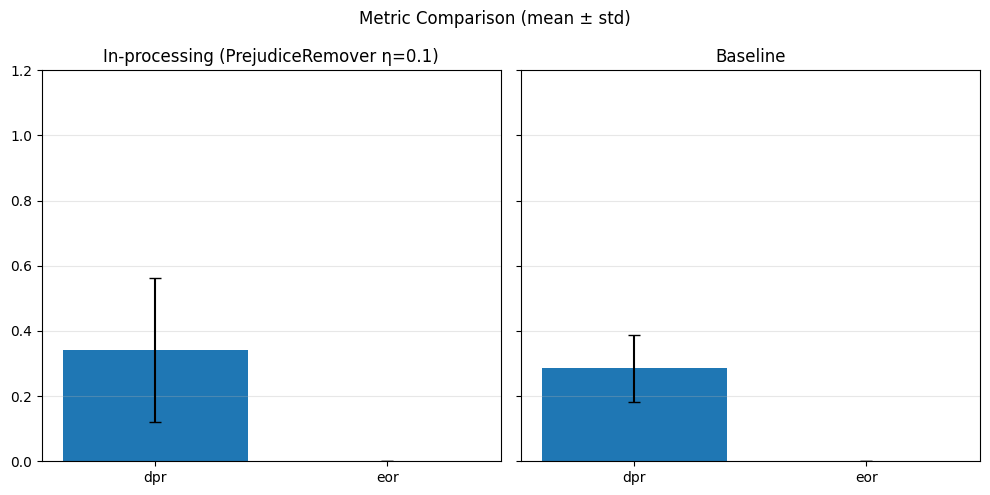 Metric Comparison (mean ± std)
In-processing (PrejudiceRemover η=0.1)
Baseline
1.2
1.0
0.8
0.6
0.4
0.2
0.0
dpr
eor
dpr
eor